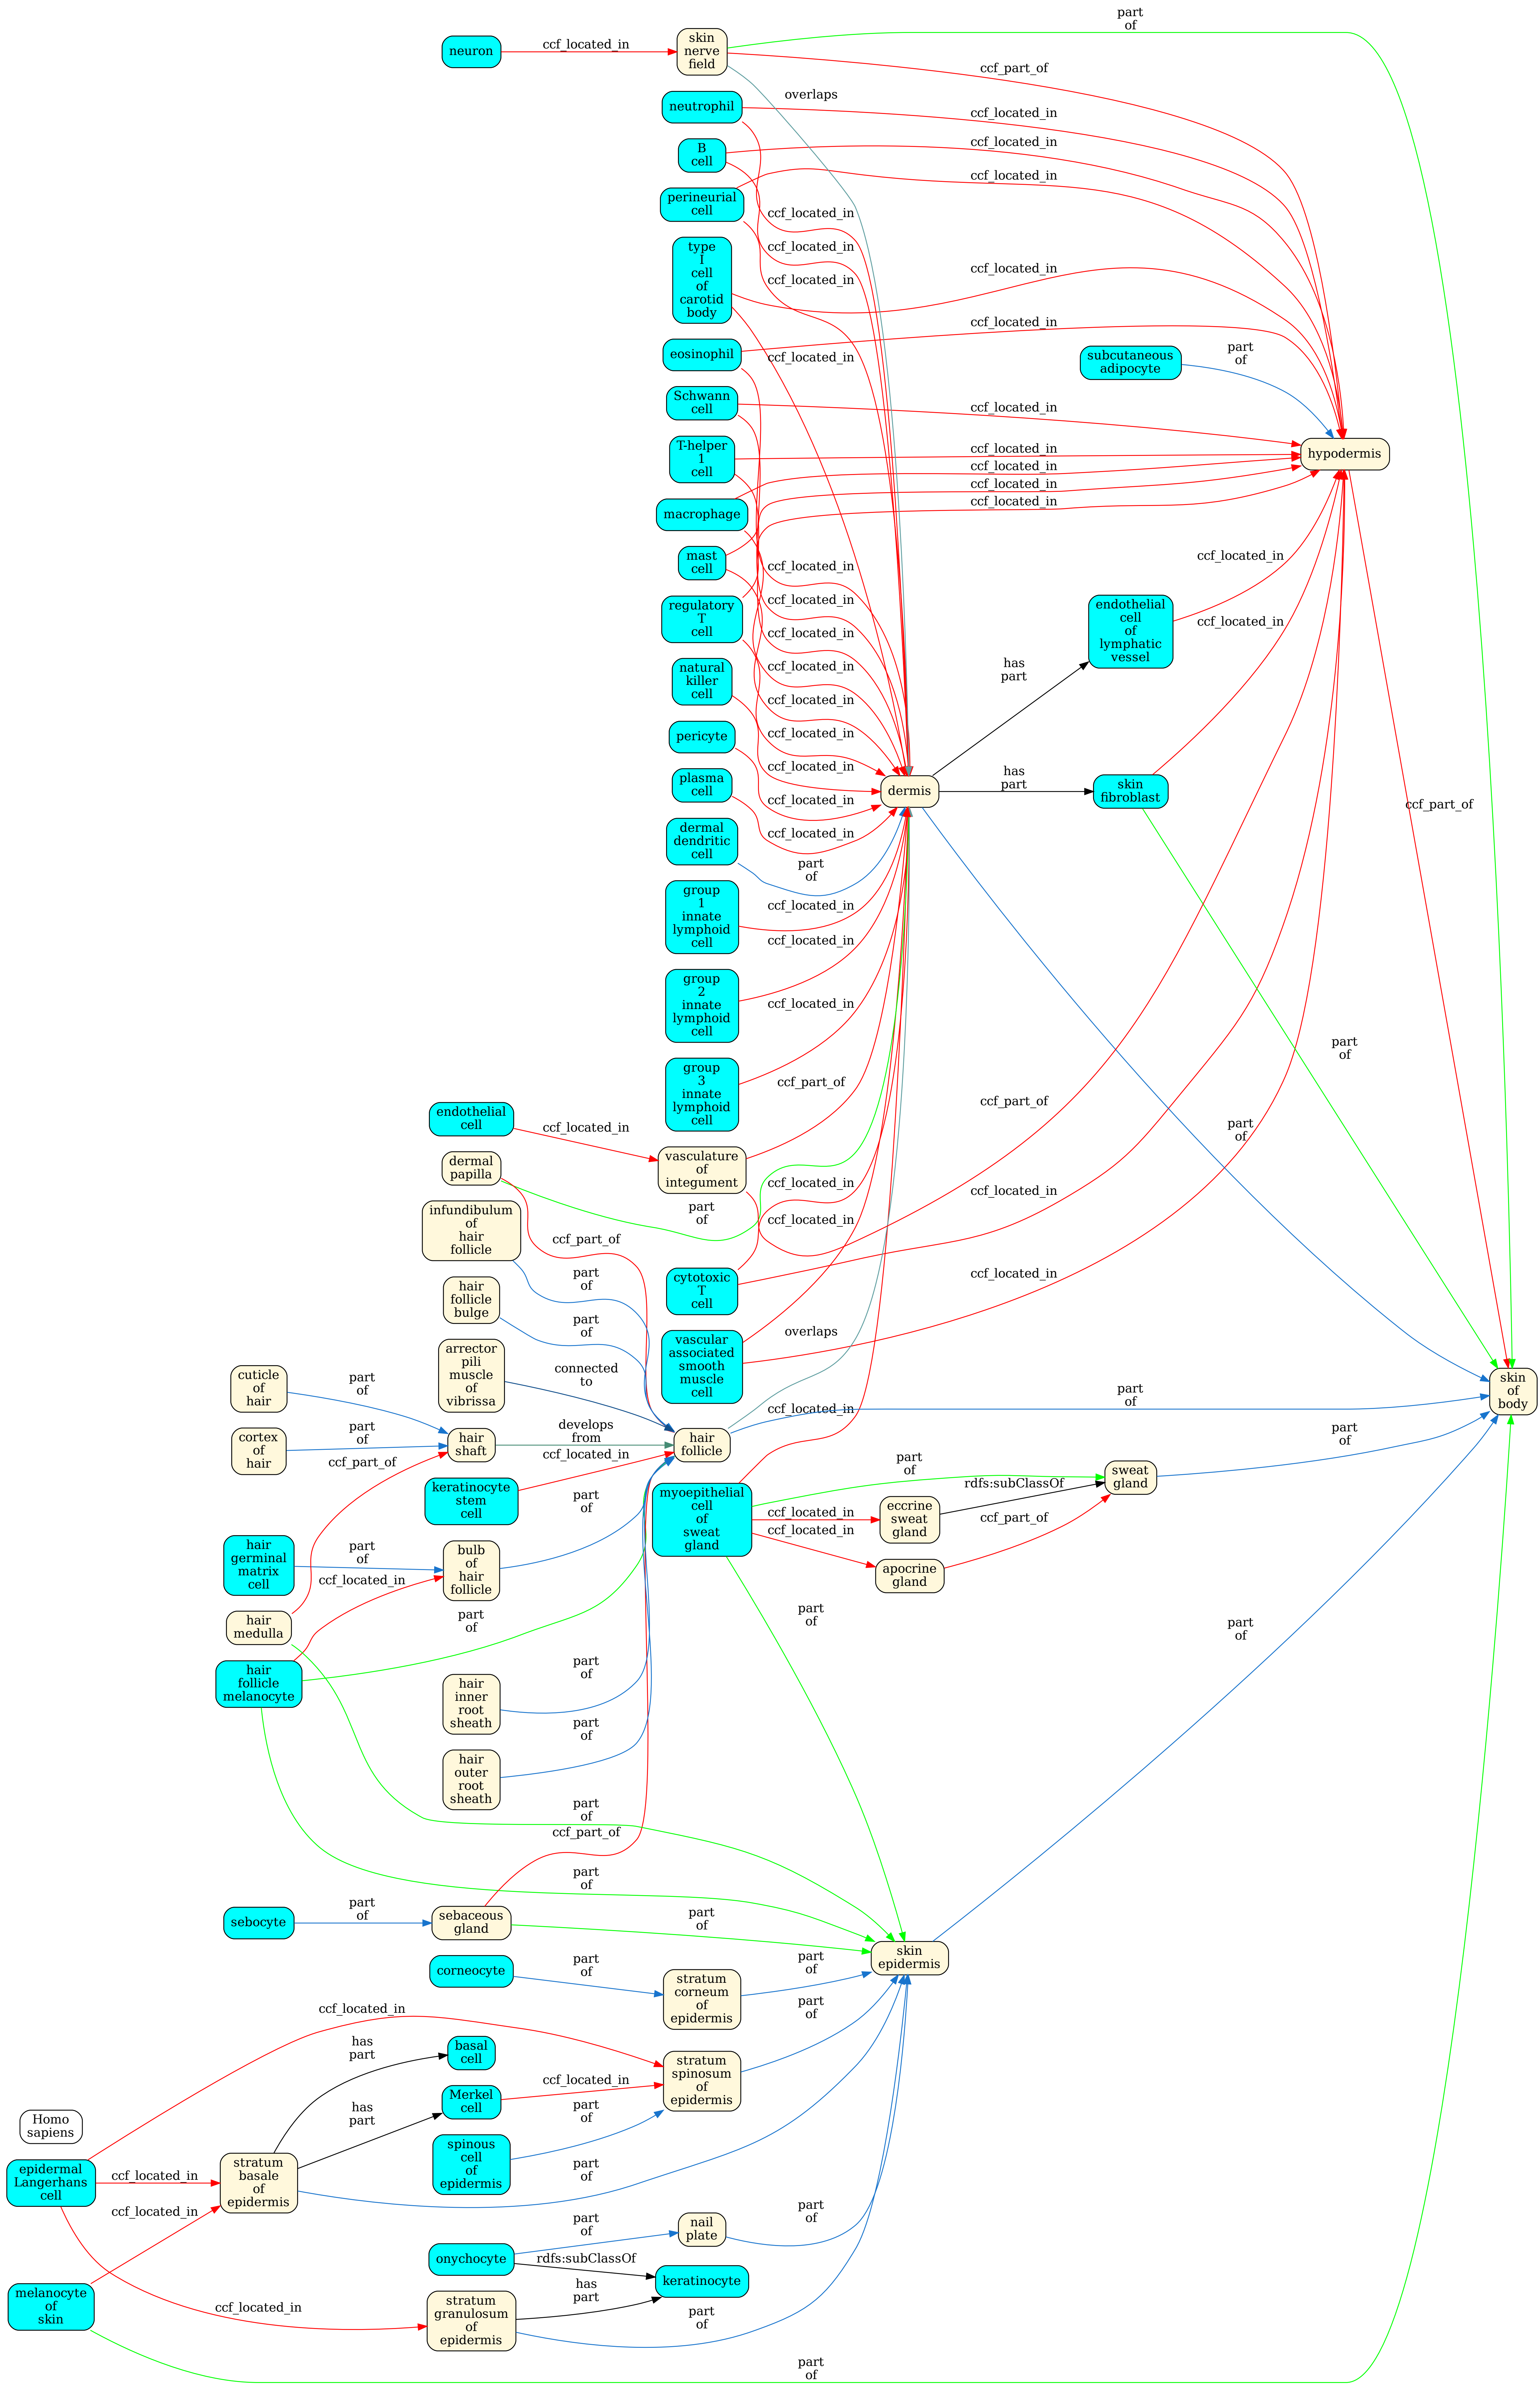 part
of
neuron
ccf_located_in
skin
nerve
field
ccf_part_of
overlaps
neutrophil
ccf_located_in
B
cell
ccf_located_in
perineurial
cell
ccf_located_in
ccf_located_in
ccf_located_in
ccf_located_in
type
I
cell
of
carotid
body
ccf_located_in
ccf_located_in
eosinophil
ccf_located_in
subcutaneous
adipocyte
part
of
Schwann
cell
ccf_located_in
T-helper
1
cell
ccf_located_in
hypodermis
macrophage
ccf_located_in
ccf_located_in
ccf_located_in
mast
cell
ccf_located_in
ccf_located_in
regulatory
T
cell
ccf_located_in
ccf_located_in
endothelial
cell
of
lymphatic
vessel
ccf_located_in
ccf_located_in
natural
killer
cell
ccf_located_in
ccf_located_in
has
part
pericyte
ccf_located_in
ccf_located_in
plasma
cell
ccf_located_in
ccf_located_in
dermis
has
part
skin
fibroblast
ccf_part_of
dermal
dendritic
cell
part
of
group
1
innate
lymphoid
cell
ccf_located_in
group
2
innate
lymphoid
cell
ccf_located_in
group
3
innate
lymphoid
cell
ccf_located_in
part
of
ccf_part_of
ccf_part_of
part
of
endothelial
cell
ccf_located_in
vasculature
of
integument
dermal
papilla
part
of
ccf_located_in
ccf_located_in
ccf_located_in
infundibulum
of
hair
follicle
ccf_part_of
part
of
cytotoxic
T
cell
ccf_located_in
hair
follicle
bulge
part
of
arrector
pili
muscle
of
vibrissa
connected
to
vascular
associated
smooth
muscle
cell
overlaps
ccf_located_in
part
of
skin
of
body
cuticle
of
hair
part
of
cortex
of
hair
part
of
ccf_part_of
hair
shaft
develops
from
ccf_located_in
hair
follicle
keratinocyte
stem
cell
part
of
myoepithelial
cell
of
sweat
gland
part
of
ccf_located_in
ccf_located_in
eccrine
sweat
gland
rdfs:subClassOf
ccf_part_of
sweat
gland
part
of
apocrine
gland
hair
germinal
matrix
cell
part
of
ccf_located_in
bulb
of
hair
follicle
hair
medulla
part
of
hair
follicle
melanocyte
part
of
part
of
hair
inner
root
sheath
part
of
hair
outer
root
sheath
part
of
part
of
ccf_part_of
part
of
sebocyte
part
of
sebaceous
gland
part
of
skin
epidermis
corneocyte
part
of
stratum
corneum
of
epidermis
part
of
part
of
ccf_located_in
has
part
basal
cell
stratum
spinosum
of
epidermis
Merkel
cell
ccf_located_in
has
part
part
of
Homo
sapiens
spinous
cell
of
epidermis
epidermal
Langerhans
cell
ccf_located_in
stratum
basale
of
epidermis
part
of
ccf_located_in
part
of
nail
plate
part
of
onychocyte
rdfs:subClassOf
keratinocyte
has
part
melanocyte
of
skin
ccf_located_in
stratum
granulosum
of
epidermis
part
of
part
of